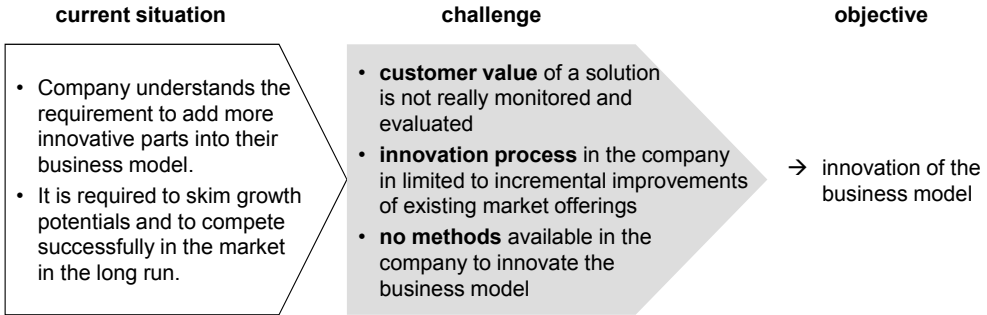 current situation
challenge
objective
• Company understands the
requirement to add more
innovative parts into their
business model.
• It is required to skim growth
potentials and to compete
successfully in the market
in the long run.
• customer value of a solution
is not really monitored and
evaluated
• innovation process in the company
in limited to incremental improvements
of existing market offerings
• no methods available in the
company to innovate the
business model
→ innovation of the
business model